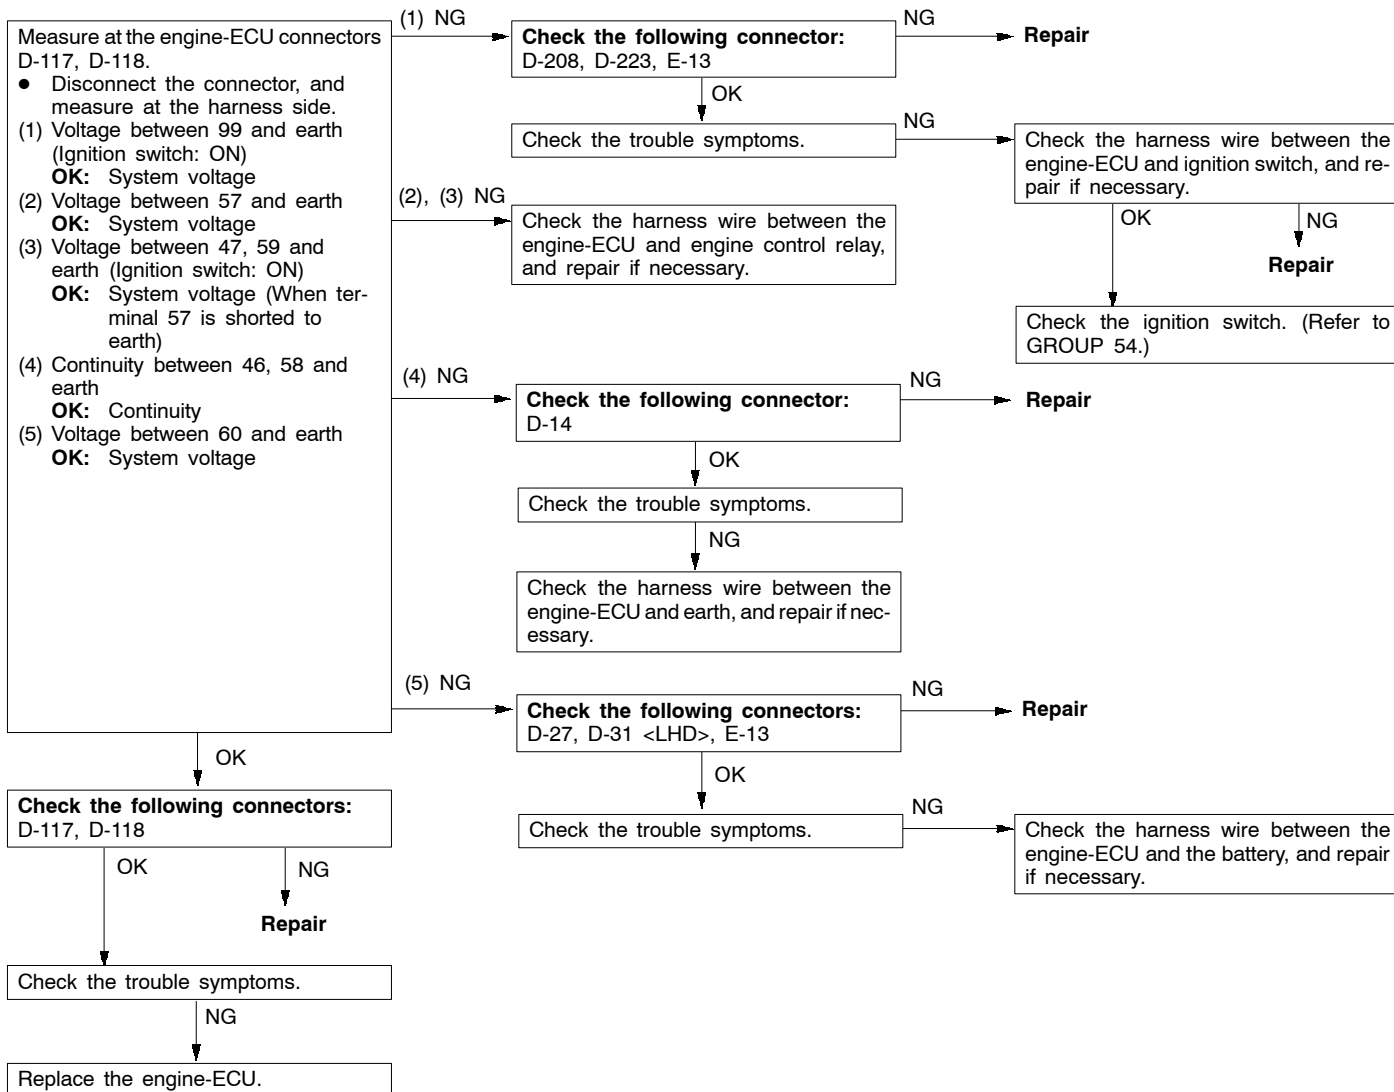 Measure at the engine-ECU connectors
D-117, D-118.
● Disconnect the connector, and
measure at the harness side.
(1) Voltage between 99 and earth
(Ignition switch: ON)
OK: System voltage
(2) Voltage between 57 and earth
OK: System voltage
(3) Voltage between 47, 59 and
earth (Ignition switch: ON)
OK: System voltage (When ter-
minal 57 is shorted to
earth)
(4) Continuity between 46, 58 and
earth
OK: Continuity
(5) Voltage between 60 and earth
OK: System voltage
(1) NG
Check the following connector:
D-208, D-223, E-13
NG
Repair
OK
Check the trouble symptoms.
NG
Check the harness wire between the
engine-ECU and ignition switch, and re-
pair if necessary.
OK
NG
Repair
Check the ignition switch. (Refer to
GROUP 54.)
(2), (3) NG
Check the harness wire between the
engine-ECU and engine control relay,
and repair if necessary.
(4) NG
Check the following connector:
D-14
NG
Repair
OK
Check the trouble symptoms.
NG
Check the harness wire between the
engine-ECU and earth, and repair if nec-
essary.
(5) NG
Check the following connectors:
D-27, D-31 <LHD>, E-13
NG
Repair
OK
Check the trouble symptoms.
NG
Check the harness wire between the
engine-ECU and the battery, and repair
if necessary.
OK
Check the following connectors:
D-117, D-118
OK
NG
Repair
Check the trouble symptoms.
NG
Replace the engine-ECU.